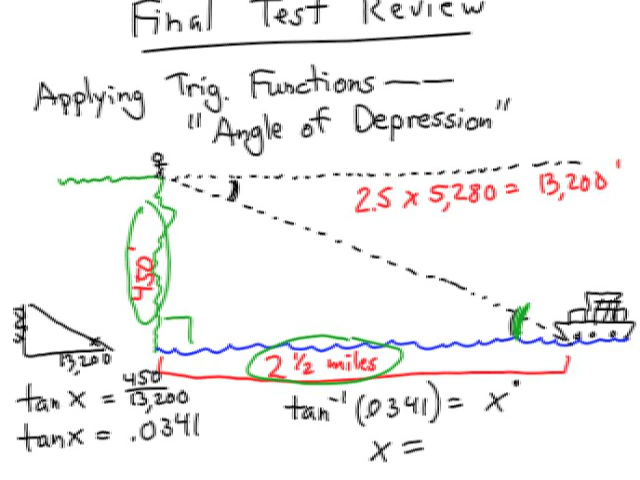 Final Test Review
Applying Trig. Functions —
"Angle of Depression"
2.5 x 5,280 = 13,200'
450'
2 1/2 miles
450
13,200
tan x = 450/13,200
tan x = .0341
tan⁻¹(.0341) = x°
x =